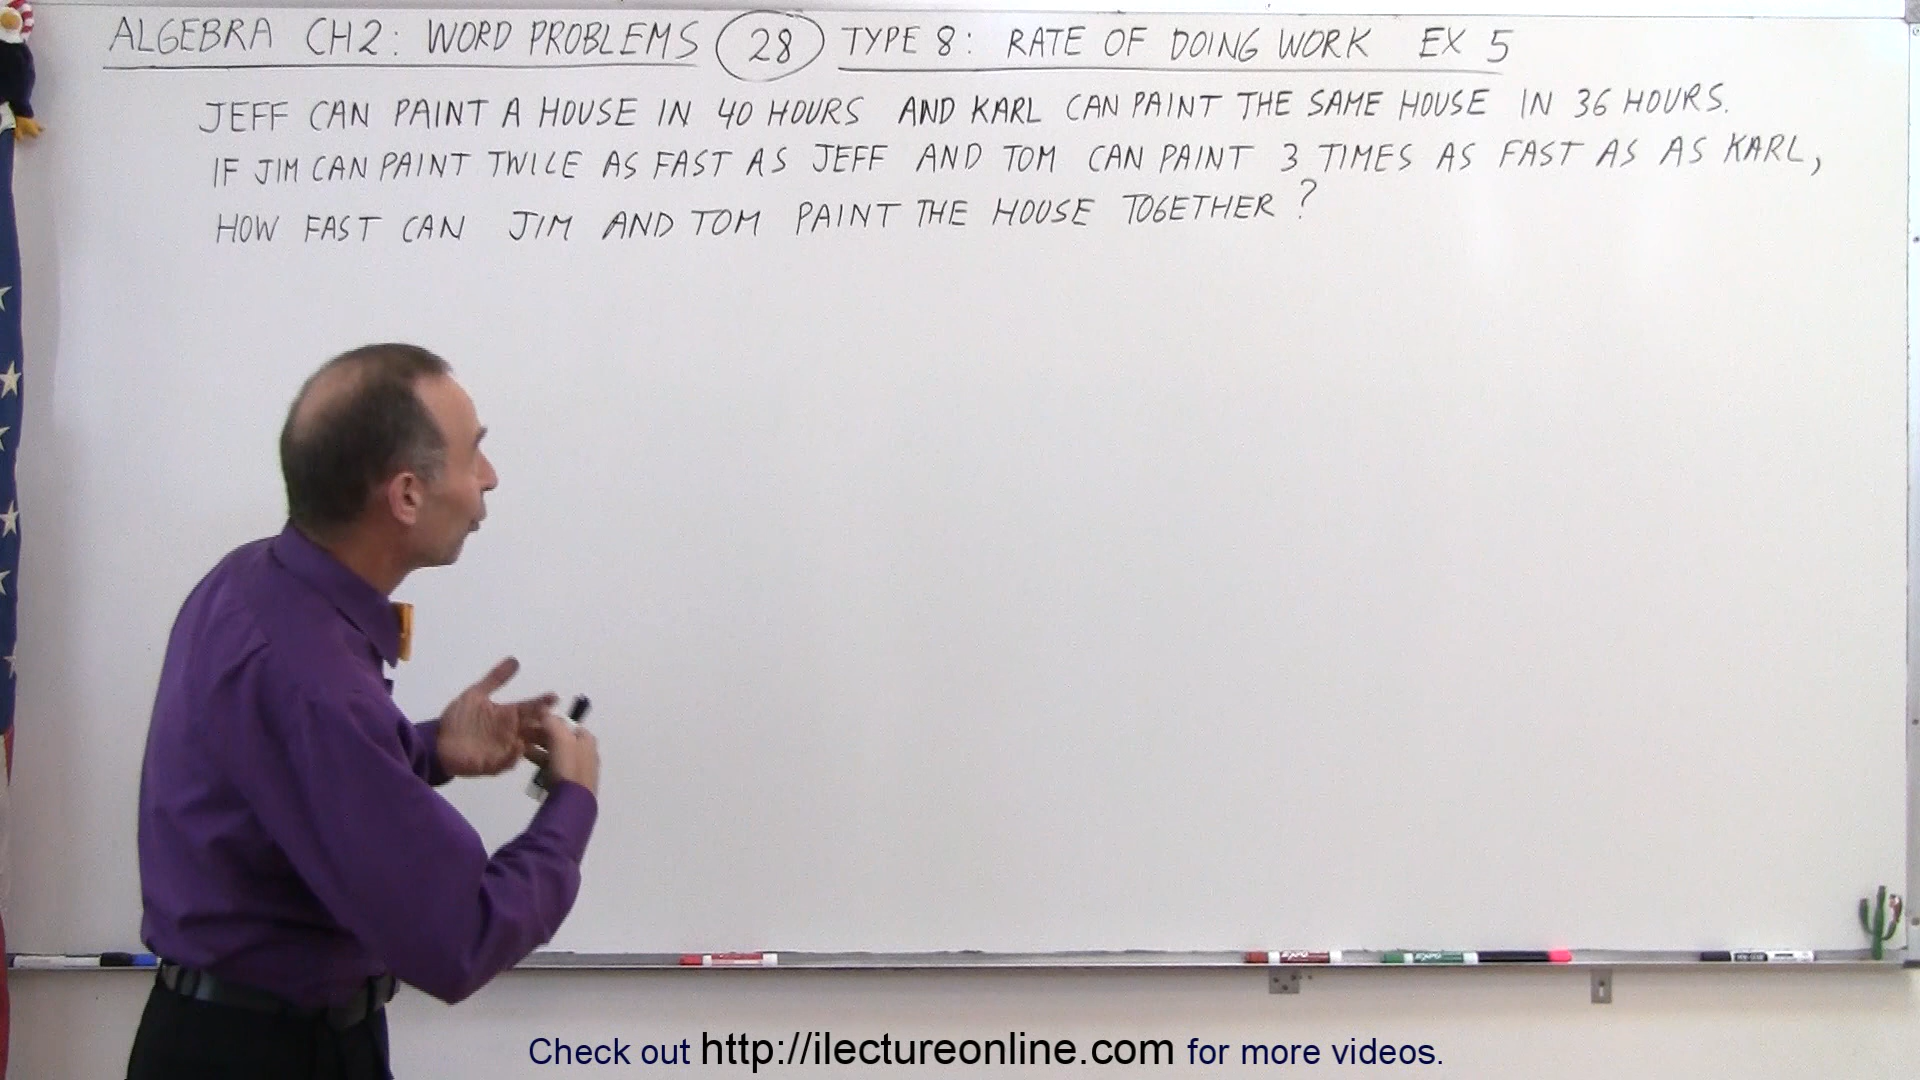 ALGEBRA CH2: WORD PROBLEMS 28 TYPE 8: RATE OF DOING WORK EX 5
JEFF CAN PAINT A HOUSE IN 40 HOURS AND KARL CAN PAINT THE SAME HOUSE IN 36 HOURS.
IF JIM CAN PAINT TWICE AS FAST AS JEFF AND TOM CAN PAINT 3 TIMES AS FAST AS AS KARL,
HOW FAST CAN JIM AND TOM PAINT THE HOUSE TOGETHER?
Check out http://ilectureonline.com for more videos.